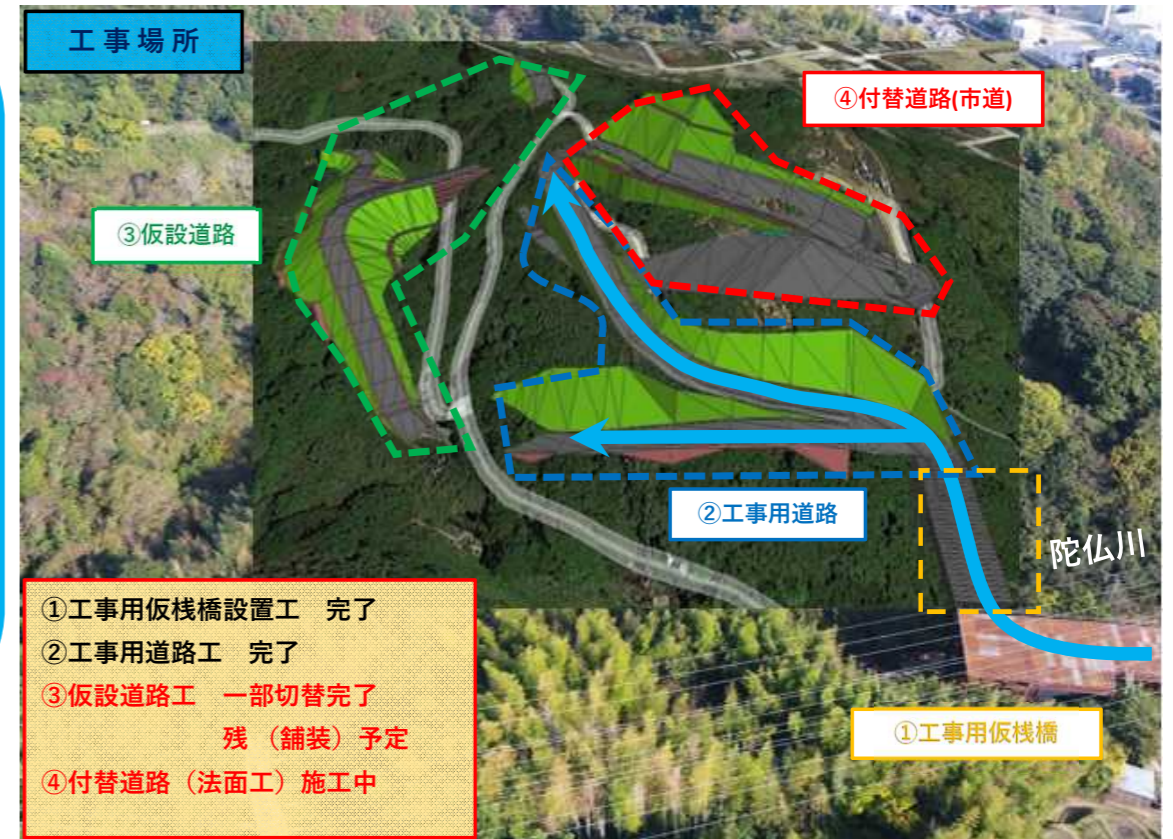 工事場所
④付替道路(市道)
③仮設道路
②工事用道路
陀仏川
①工事用仮桟橋
①工事用仮桟橋設置工　完了
②工事用道路工　完了
③仮設道路工　一部切替完了
残（舗装）予定
④付替道路（法面工）施工中